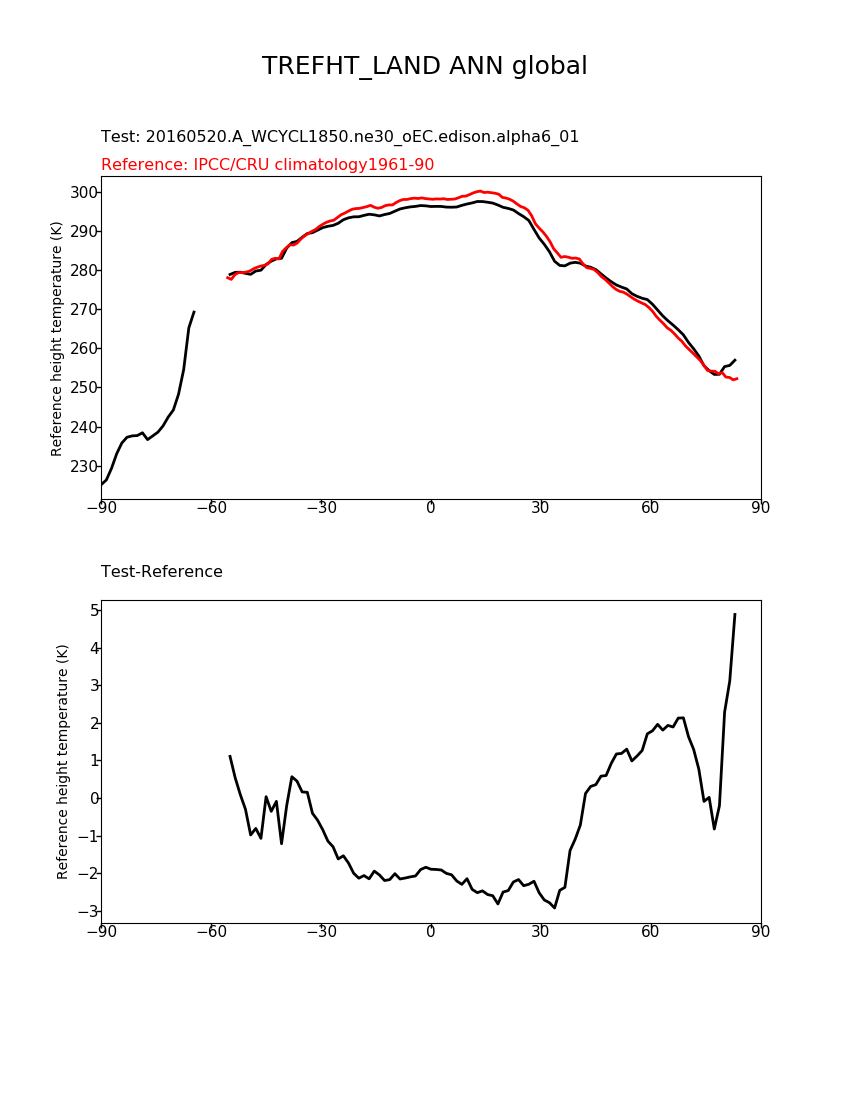 TREFHT_LAND ANN global
Test: 20160520.A_WCYCL1850.ne30_oEC.edison.alpha6_01
Reference: IPCC/CRU climatology1961-90
Reference height temperature (K)
300
290
280
270
260
250
240
230
−90 −60 −30 0 30 60 90
Test-Reference
Reference height temperature (K)
5
4
3
2
1
0
−1
−2
−3
−90 −60 −30 0 30 60 90